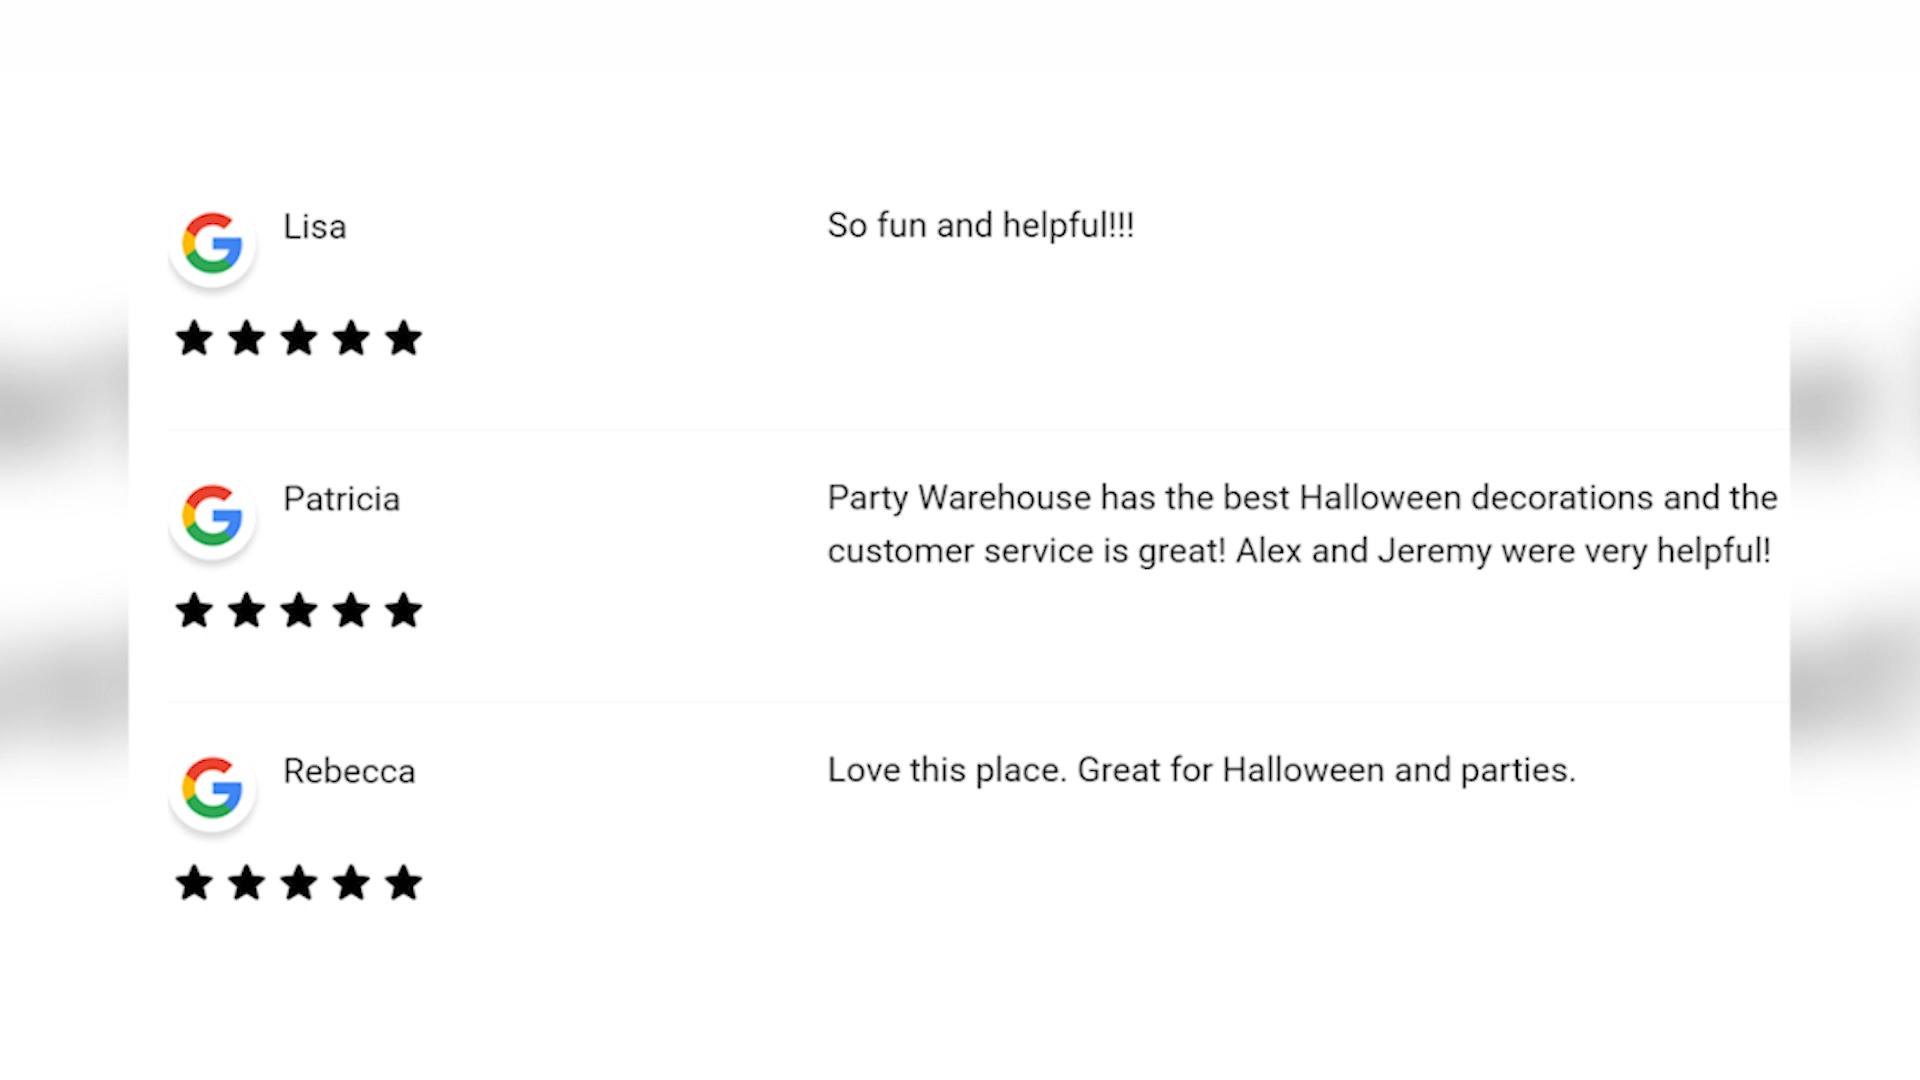 Lisa
So fun and helpful!!!
Patricia
Party Warehouse has the best Halloween decorations and the
customer service is great! Alex and Jeremy were very helpful!
Rebecca
Love this place. Great for Halloween and parties.